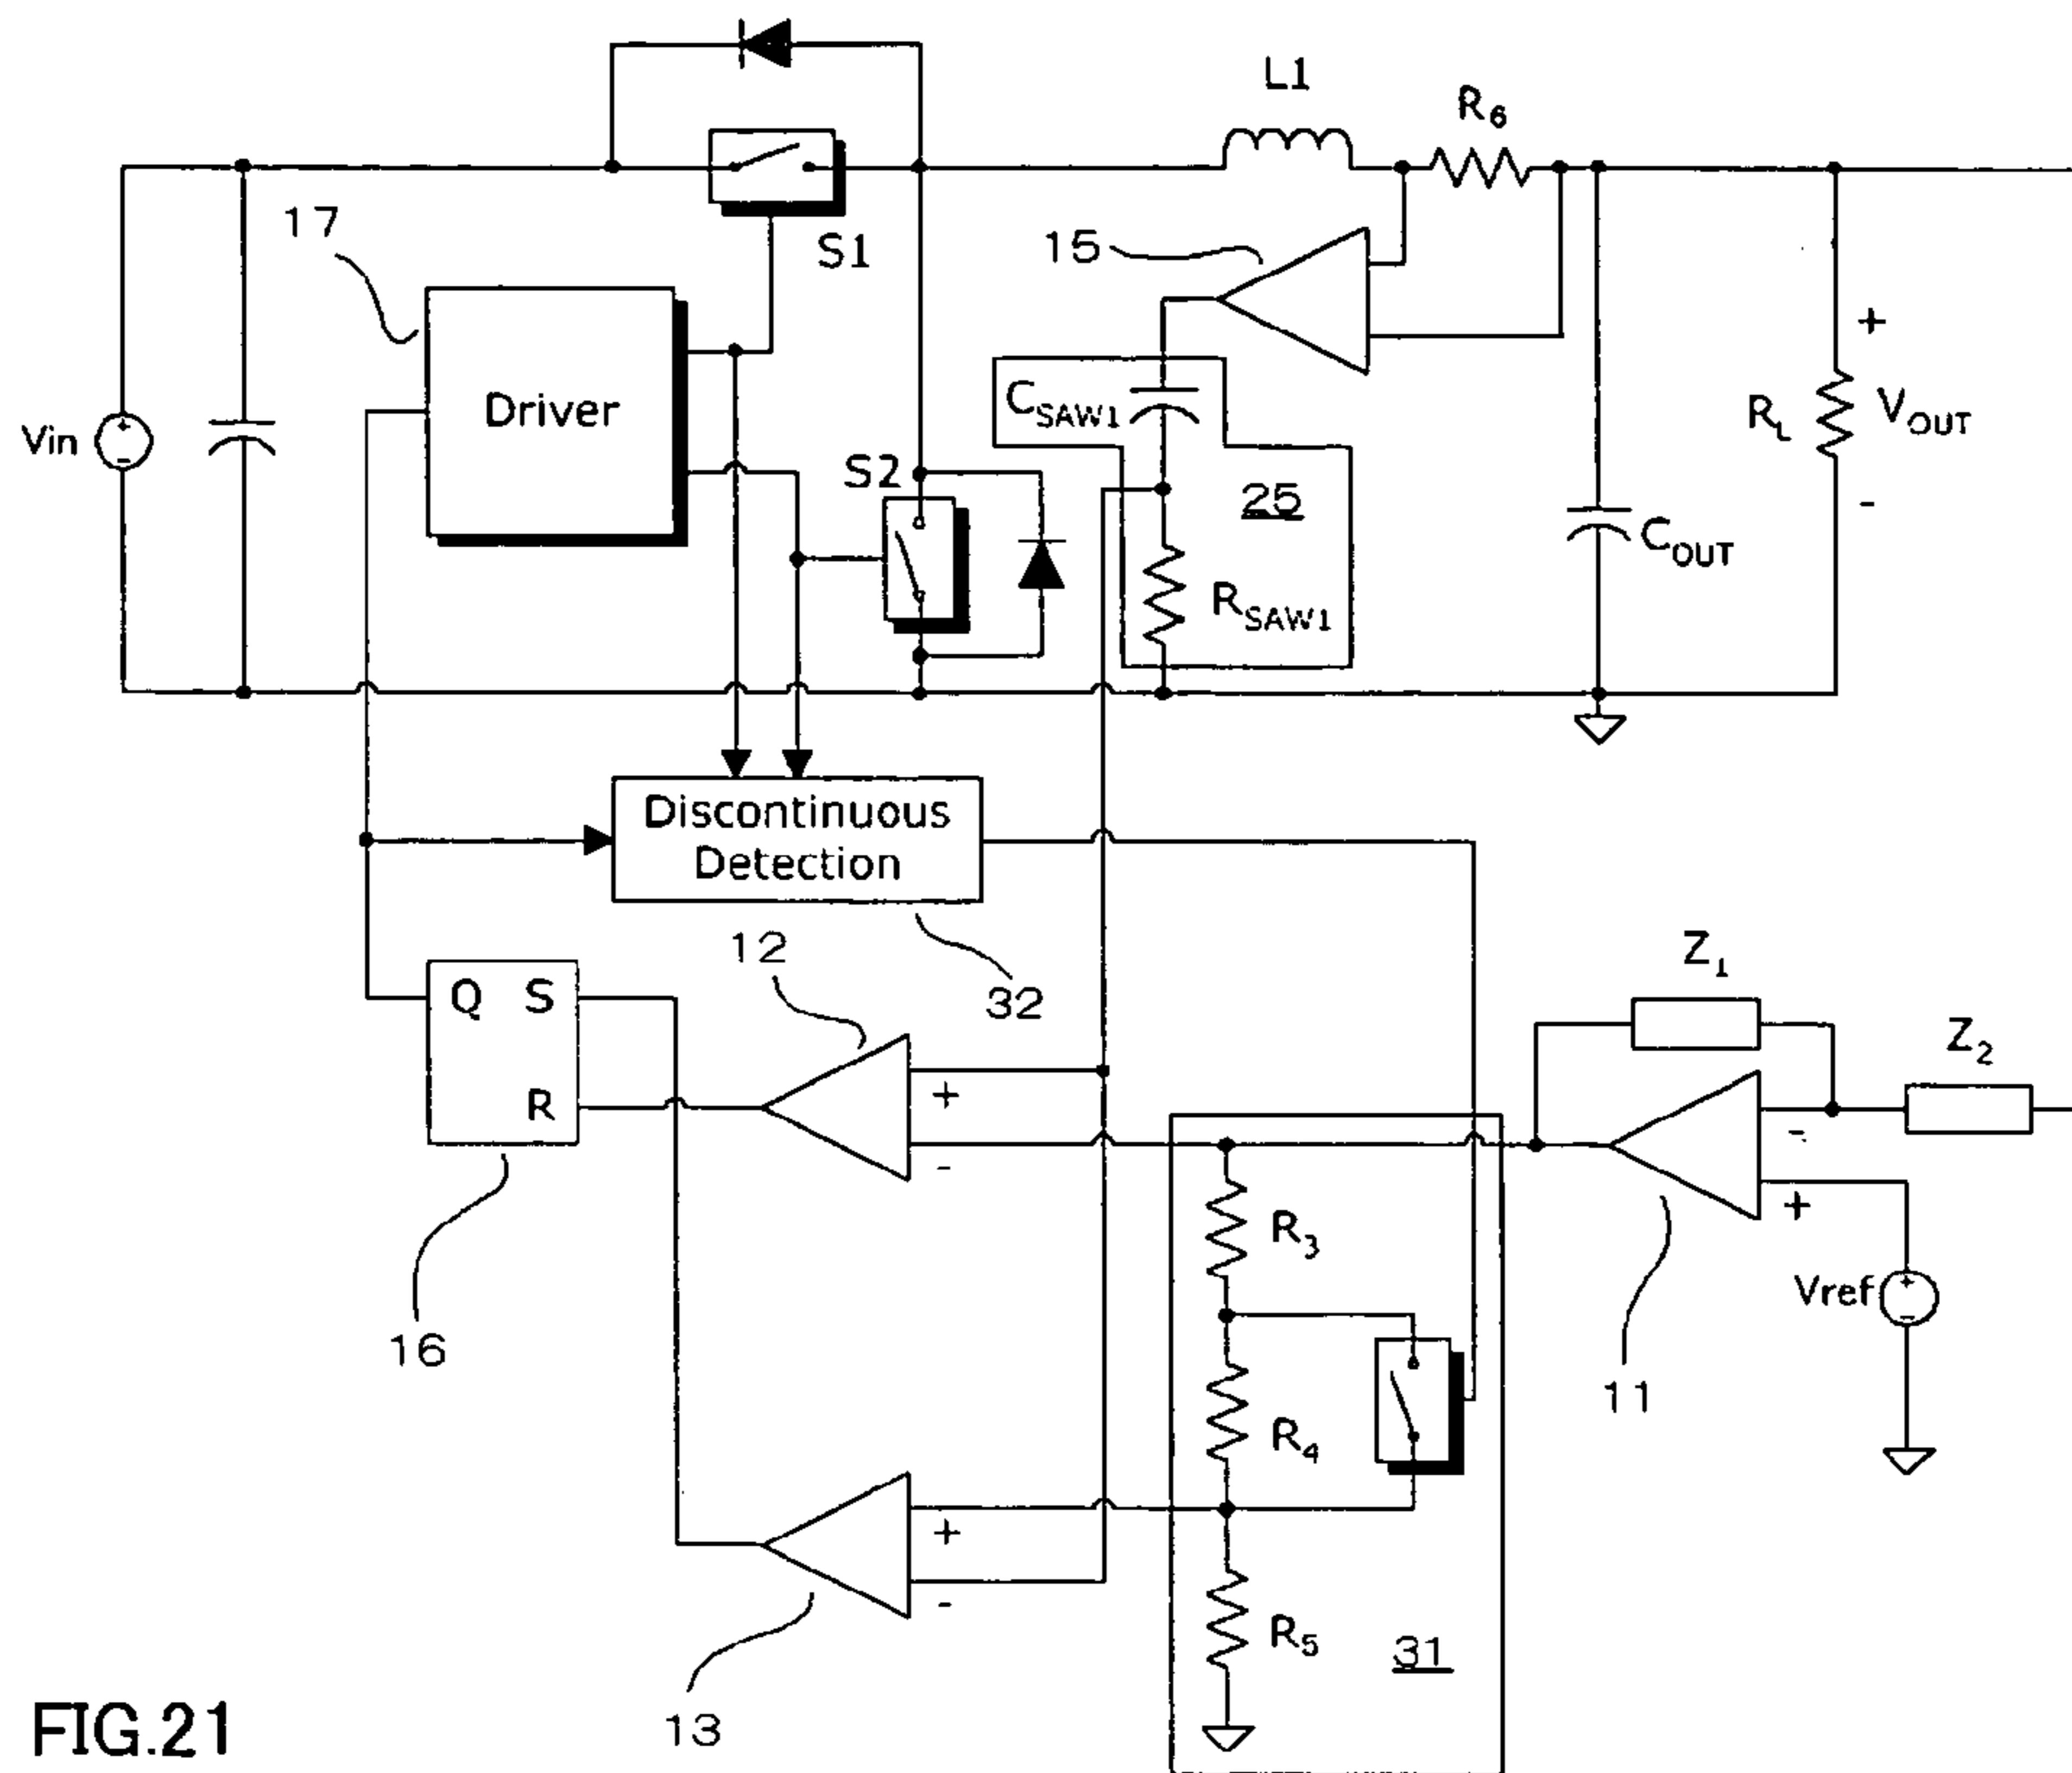 L1
R6
17
S1
15
+
Driver
CSAW1
RL
VOUT
Vin
+
-
S2
25
-
COUT
RSAW1
Discontinuous
Detection
12
32
Z1
Q S
Z2
R
+
-
-
+
R3
16
Vref
+
-
11
R4
+
-
R5
31
13
FIG.21